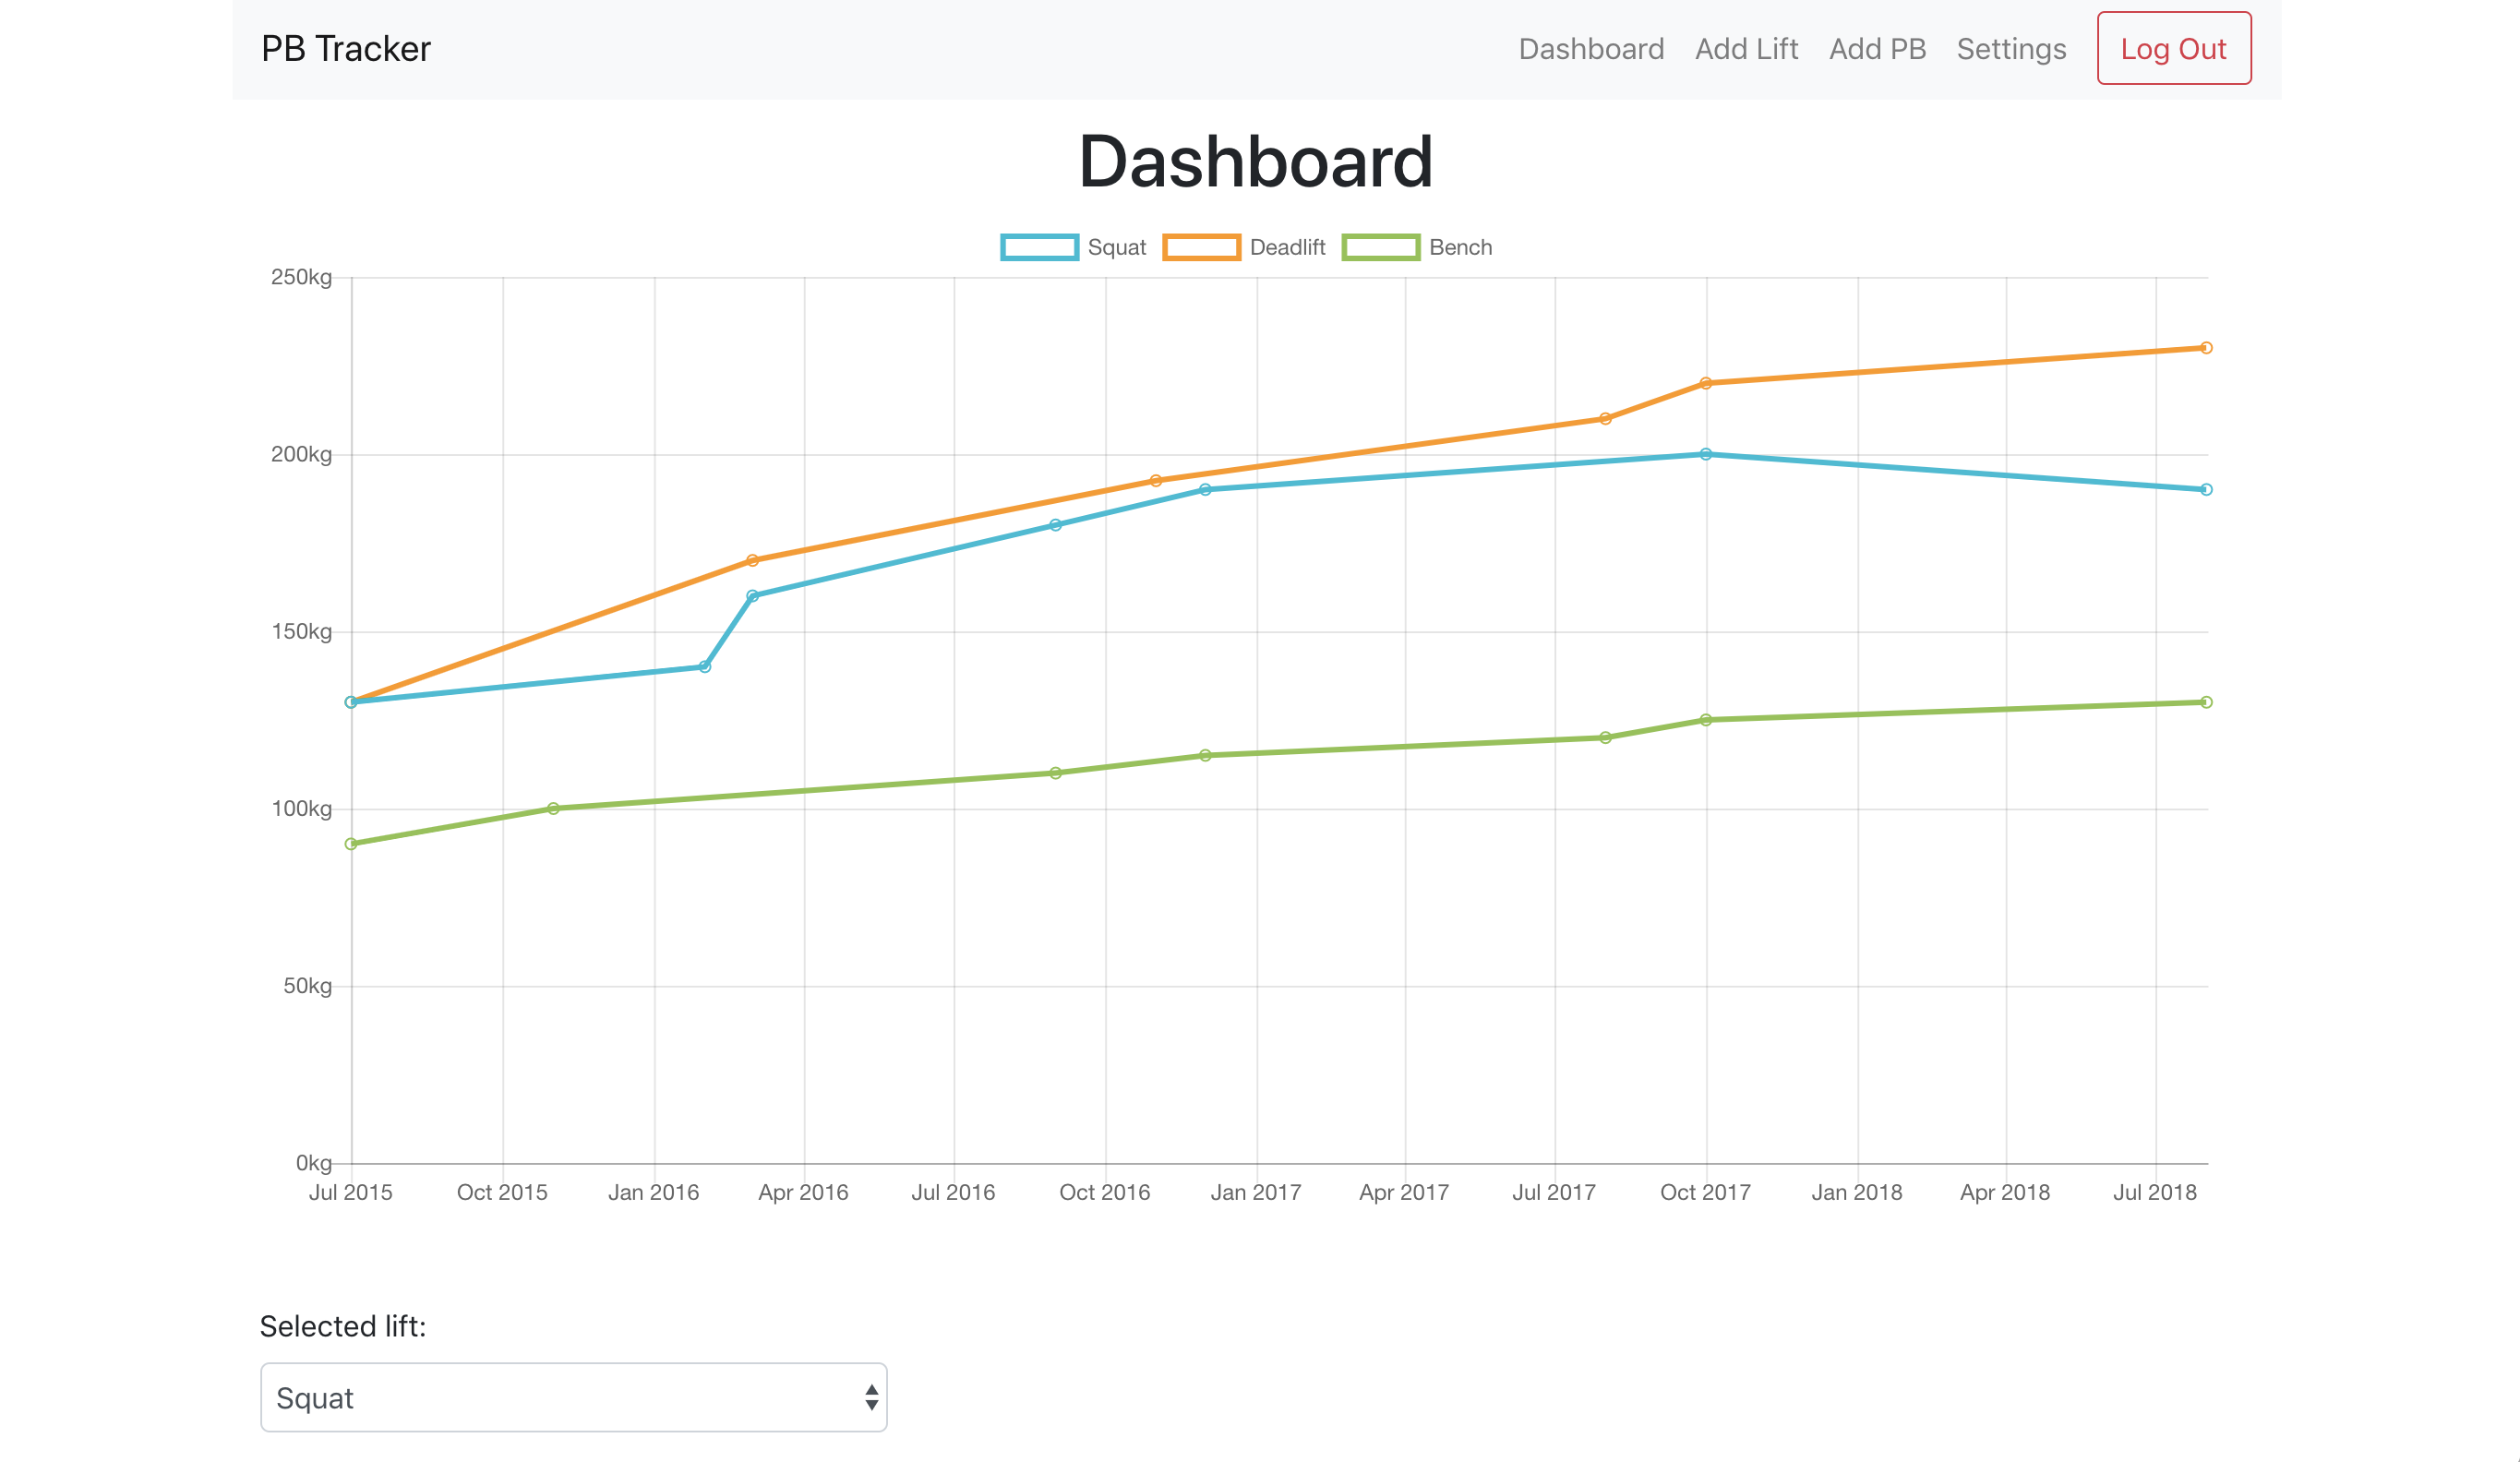 PB Tracker
Dashboard
Add Lift
Add PB
Settings
Log Out
Dashboard
Squat
Deadlift
Bench
250kg
200kg
150kg
100kg
50kg
0kg
Jul 2015
Oct 2015
Jan 2016
Apr 2016
Jul 2016
Oct 2016
Jan 2017
Apr 2017
Jul 2017
Oct 2017
Jan 2018
Apr 2018
Jul 2018
Selected lift:
Squat